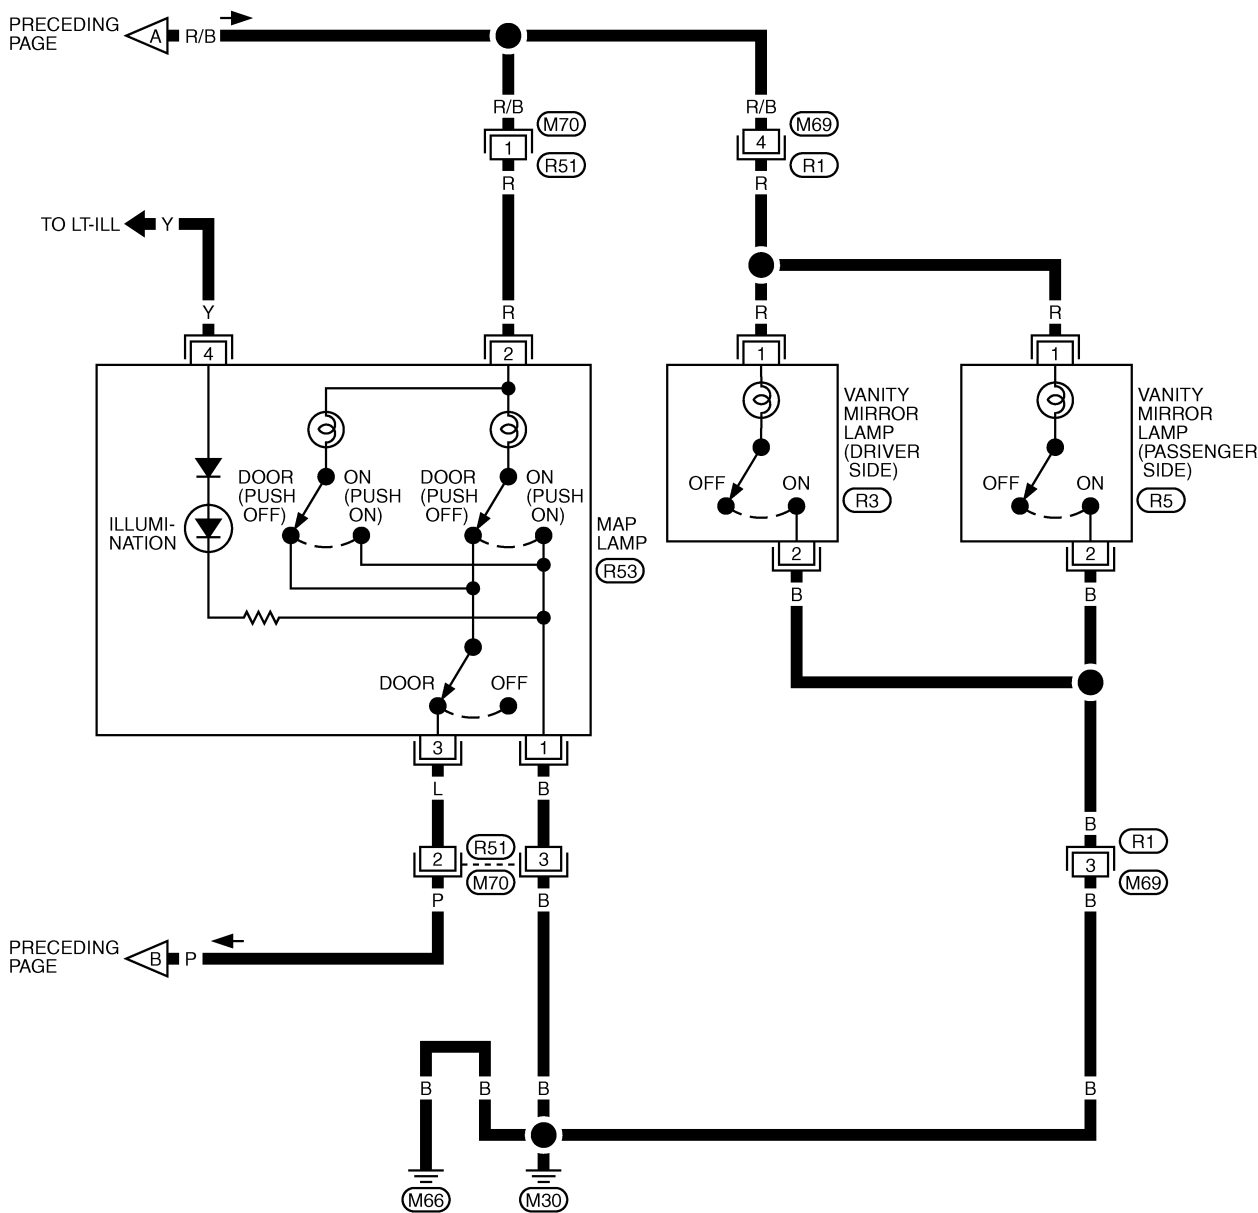 PRECEDING
PAGE
A
R/B
R/B
R/B
1
M70
R51
R
4
M69
R1
R
TO LT-ILL
Y
Y
R
R
R
4
2
1
1
DOOR
(PUSH
OFF)
ON
(PUSH
ON)
DOOR
(PUSH
OFF)
ON
(PUSH
ON)
ILLUMI-
NATION
MAP
LAMP
R53
DOOR
OFF
OFF
ON
VANITY
MIRROR
LAMP
(DRIVER
SIDE)
R3
OFF
ON
VANITY
MIRROR
LAMP
(PASSENGER
SIDE)
R5
2
B
2
B
3
1
L
B
2
R51
M70
3
P
B
B
R1
3
M69
B
PRECEDING
PAGE
B
P
B
B
B
B
M66
M30